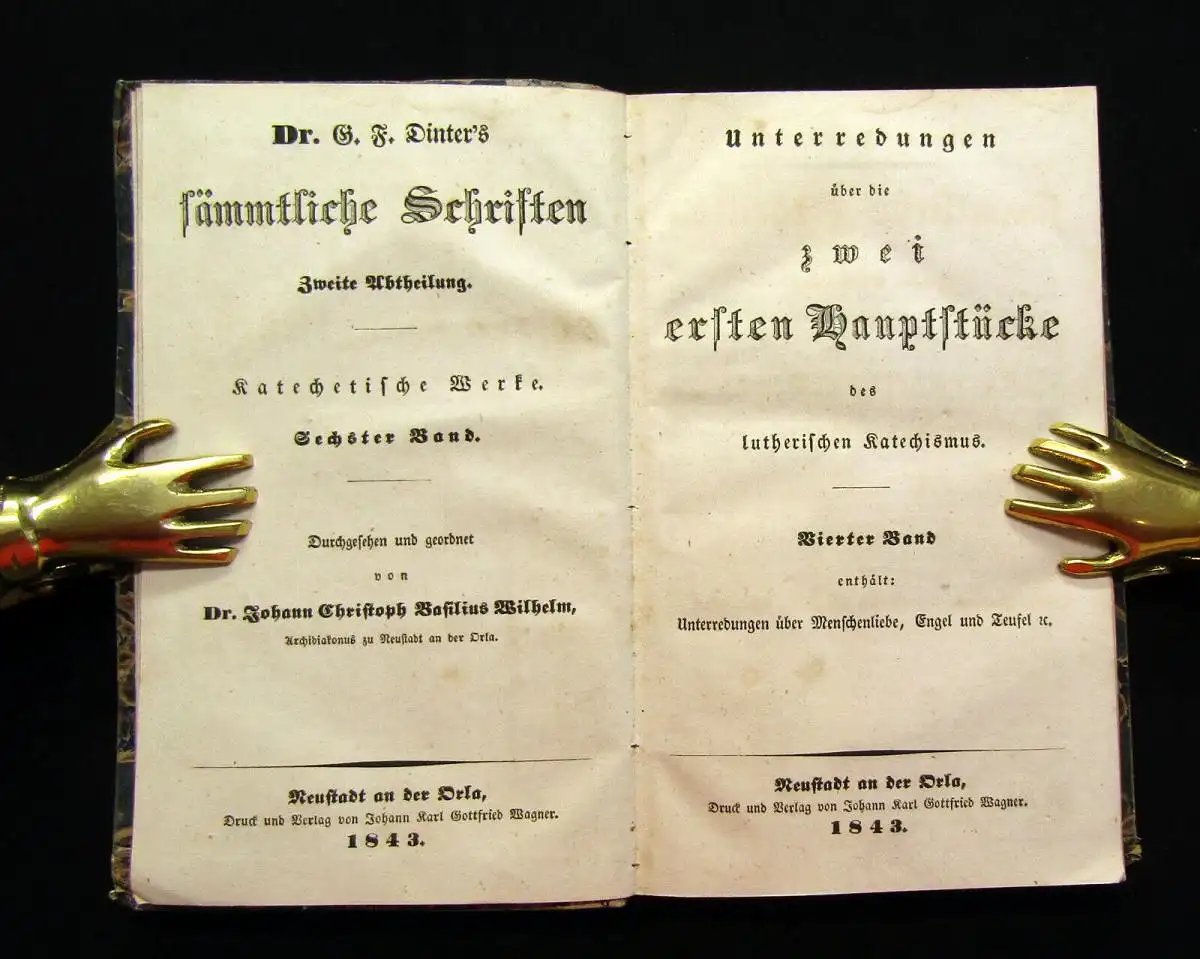 Dr. G. F. Dinter's
sämmtliche Schriften
Zweite Abtheilung.
Katechetische Werke.
Sechster Band.
Durchgesehen und geordnet
von
Dr. Johann Christoph Basilius Wilhelm,
Archidiakonus zu Neustadt an der Orla.
Neustadt an der Orla,
Druck und Verlag von Johann Karl Gottfried Wagner.
1843.
Unterredungen
über die
zwei
ersten Hauptstücke
des
lutherischen Katechismus.
Vierter Band
enthält:
Unterredungen über Menschenliebe, Engel und Teufel ꝛc.
Neustadt an der Orla,
Druck und Verlag von Johann Karl Gottfried Wagner.
1843.